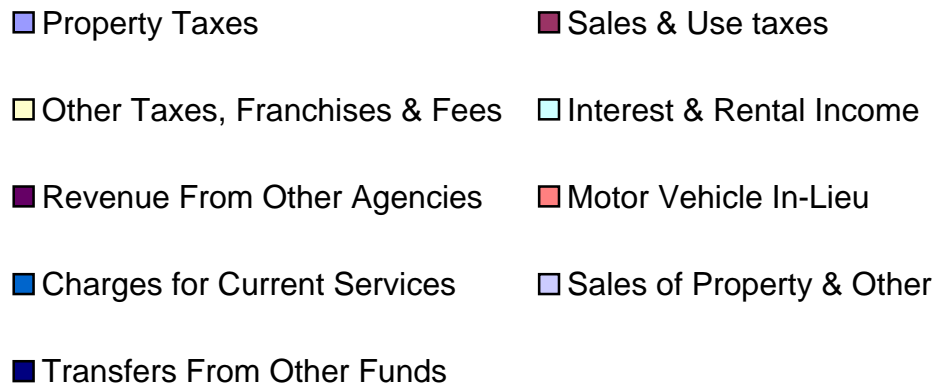 Property Taxes
Sales & Use taxes
Other Taxes, Franchises & Fees
Interest & Rental Income
Revenue From Other Agencies
Motor Vehicle In-Lieu
Charges for Current Services
Sales of Property & Other
Transfers From Other Funds